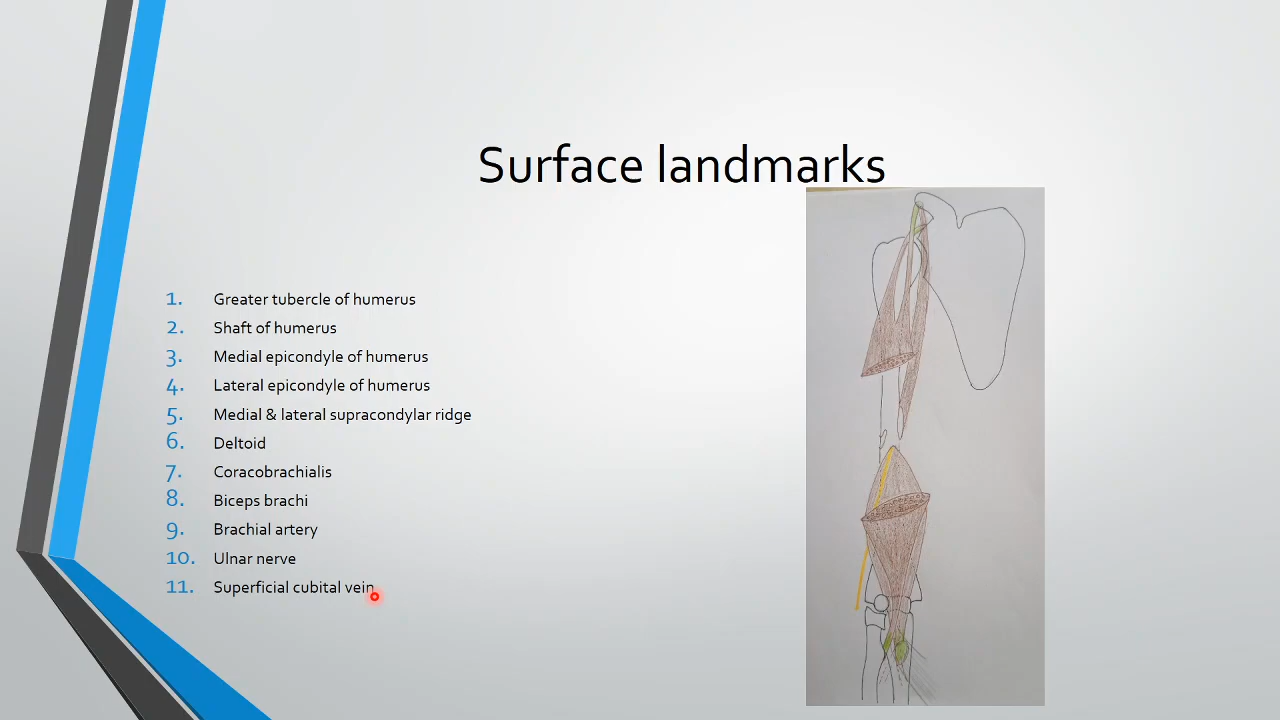 Surface landmarks
1. Greater tubercle of humerus
2. Shaft of humerus
3. Medial epicondyle of humerus
4. Lateral epicondyle of humerus
5. Medial & lateral supracondylar ridge
6. Deltoid
7. Coracobrachialis
8. Biceps brachi
9. Brachial artery
10. Ulnar nerve
11. Superficial cubital vein